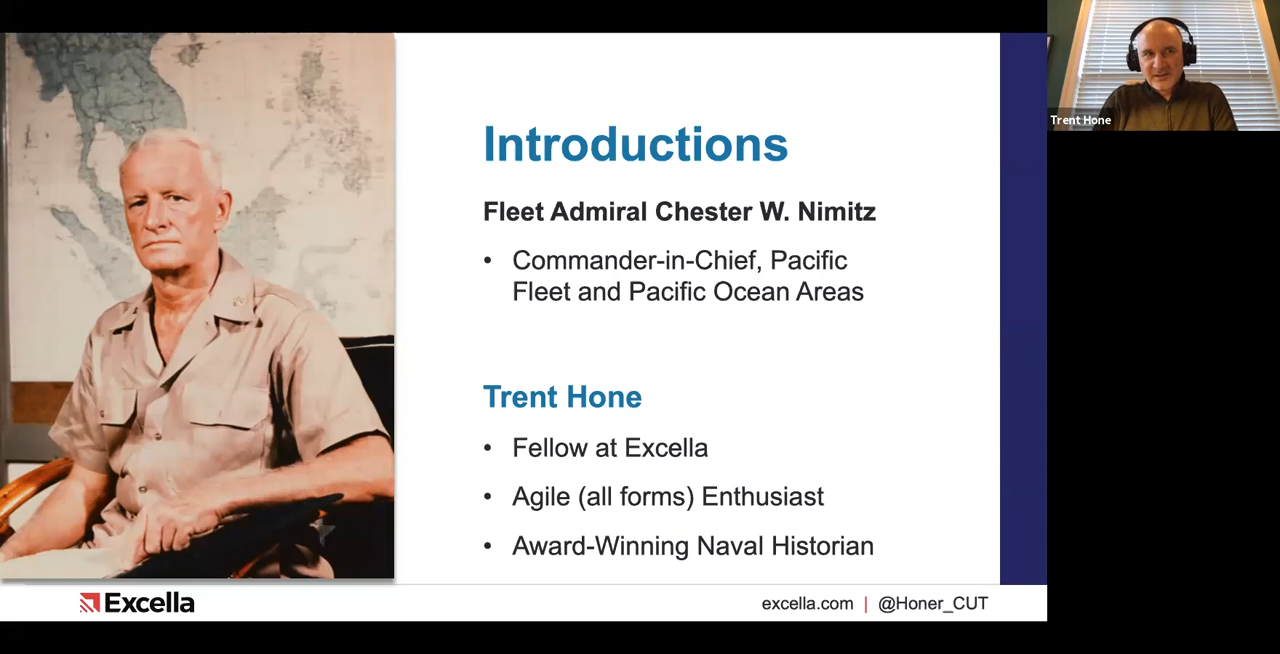 Introductions
Fleet Admiral Chester W. Nimitz
• Commander-in-Chief, Pacific
Fleet and Pacific Ocean Areas
Trent Hone
• Fellow at Excella
• Agile (all forms) Enthusiast
• Award-Winning Naval Historian
Excella
excella.com | @Honer_CUT
Trent Hone